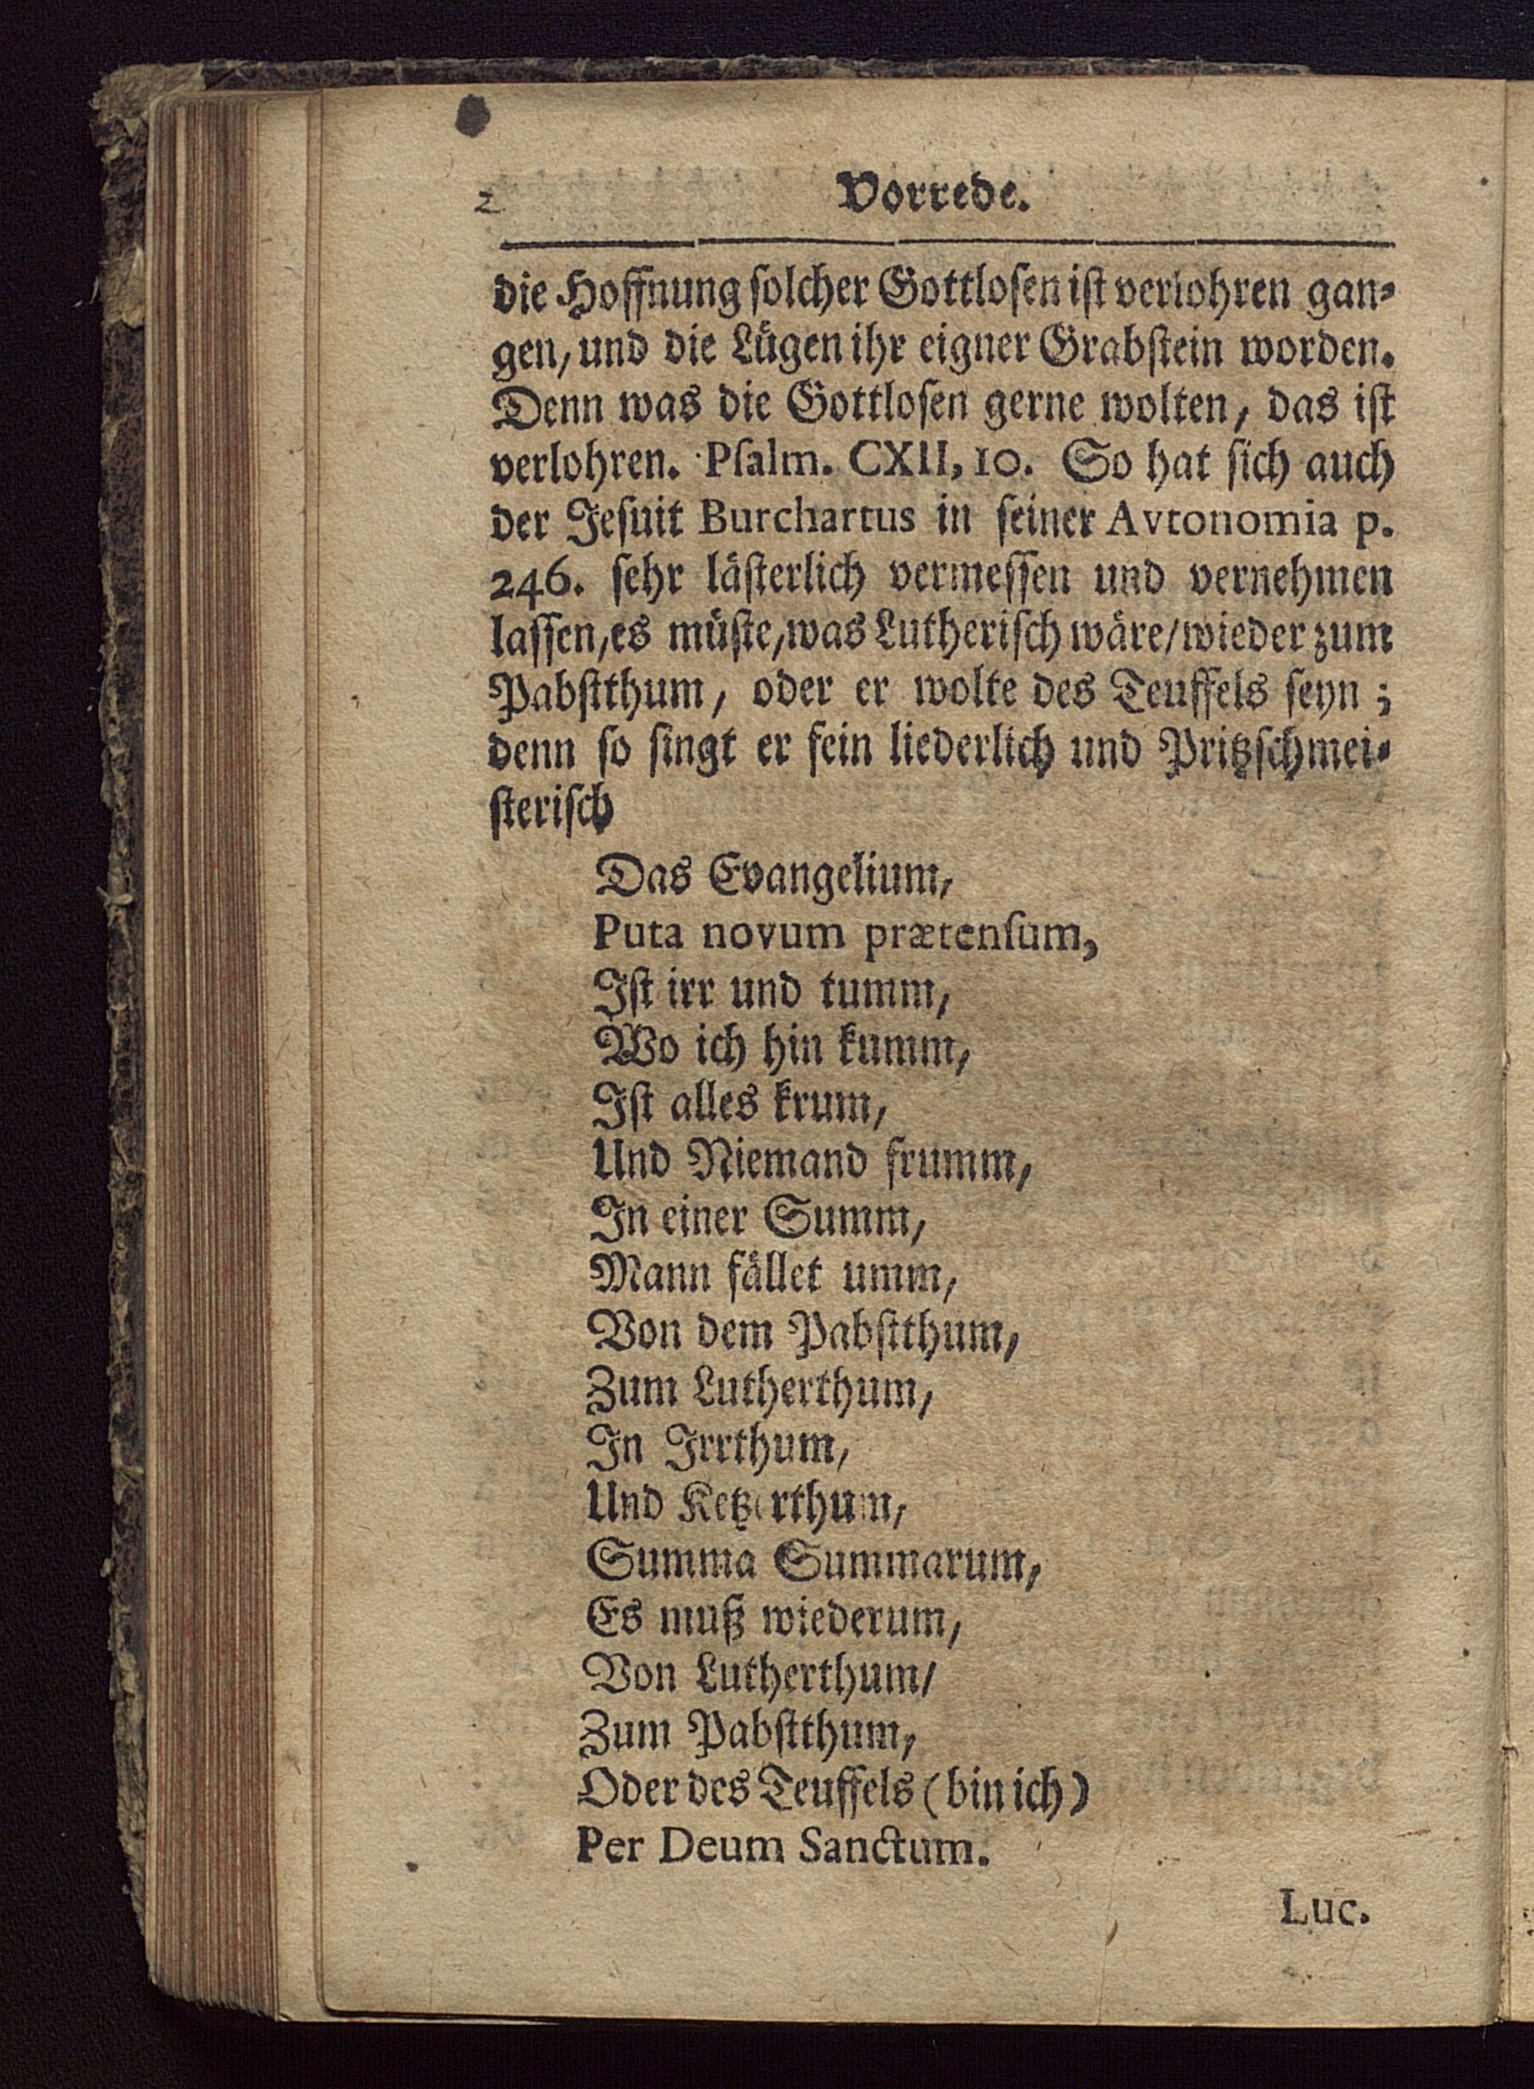 2 Vorrede.
die Hoffnung solcher Gottlosen ist verlohren gan-
gen, und die Lügen ihr eigner Grabstein worden.
Denn was die Gottlosen gerne wolten, das ist
verlohren. Psalm. CXII, 10. So hat sich auch
der Jesuit Burchartus in seiner Avtonomia p.
246. sehr lästerlich vermessen und vernehmen
lassen, es müste, was Lutherisch wäre/ wieder zum
Pabstthum, oder er wolte des Teuffels seyn;
denn so singt er fein liederlich und Pritzschmei-
sterisch
Das Evangelium,
Puta novum prætensum,
Ist irr und tumm,
Wo ich hin kumm,
Ist alles krum,
Und Niemand frumm,
In einer Summ,
Mann fället umm,
Von dem Pabstthum,
Zum Lutherthum,
In Irrthum,
Und Ketzerthum,
Summa Summarum,
Es muß wiederum,
Von Lutherthum/
Zum Pabstthum,
Oder des Teuffels (bin ich)
Per Deum Sanctum.
Luc.